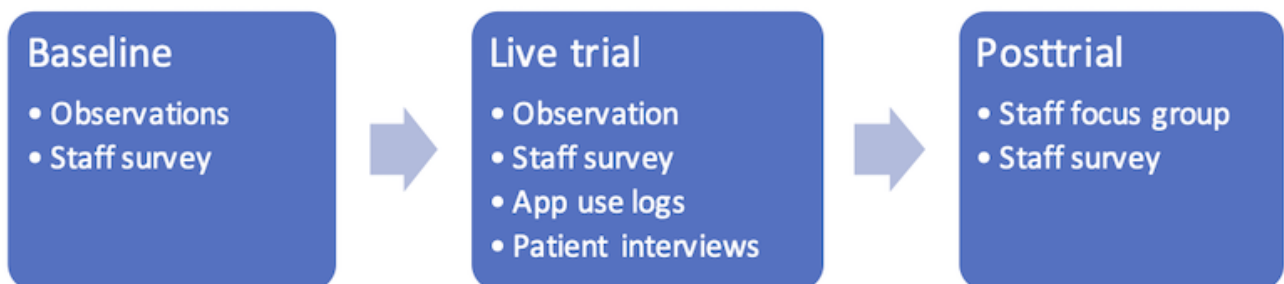 Baseline
• Observations
• Staff survey
Live trial
• Observation
• Staff survey
• App use logs
• Patient interviews
Posttrial
• Staff focus group
• Staff survey